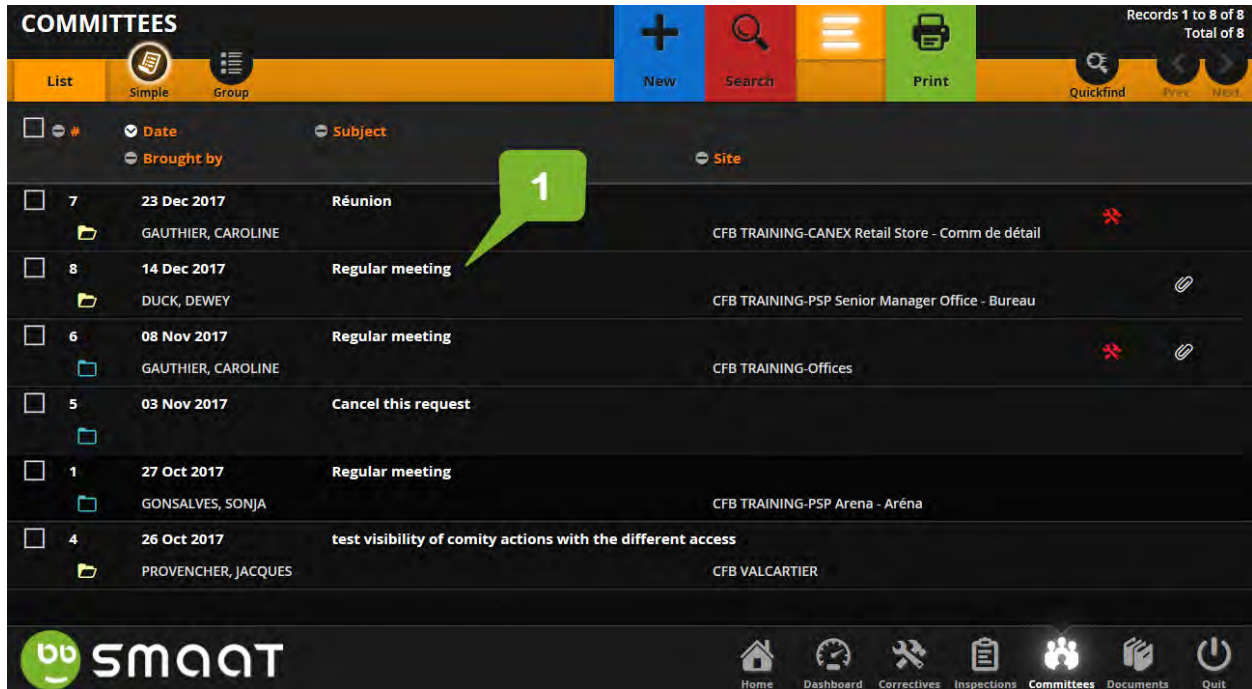 COMMITTEES
Records 1 to 8 of 8
Total of 8
List
Simple
Group
New
Search
Print
Quickfind
Prev.
Next.
# Date Subject
Brought by Site
1
7 23 Dec 2017 Réunion
GAUTHIER, CAROLINE CFB TRAINING-CANEX Retail Store - Comm de détail
8 14 Dec 2017 Regular meeting
DUCK, DEWEY CFB TRAINING-PSP Senior Manager Office - Bureau
6 08 Nov 2017 Regular meeting
GAUTHIER, CAROLINE CFB TRAINING-Offices
5 03 Nov 2017 Cancel this request
1 27 Oct 2017 Regular meeting
GONSALVES, SONJA CFB TRAINING-PSP Arena - Aréna
4 26 Oct 2017 test visibility of comity actions with the different access
PROVENCHER, JACQUES CFB VALCARTIER
bb smaat
Home Dashboard Correctives Inspections Committees Documents Quit